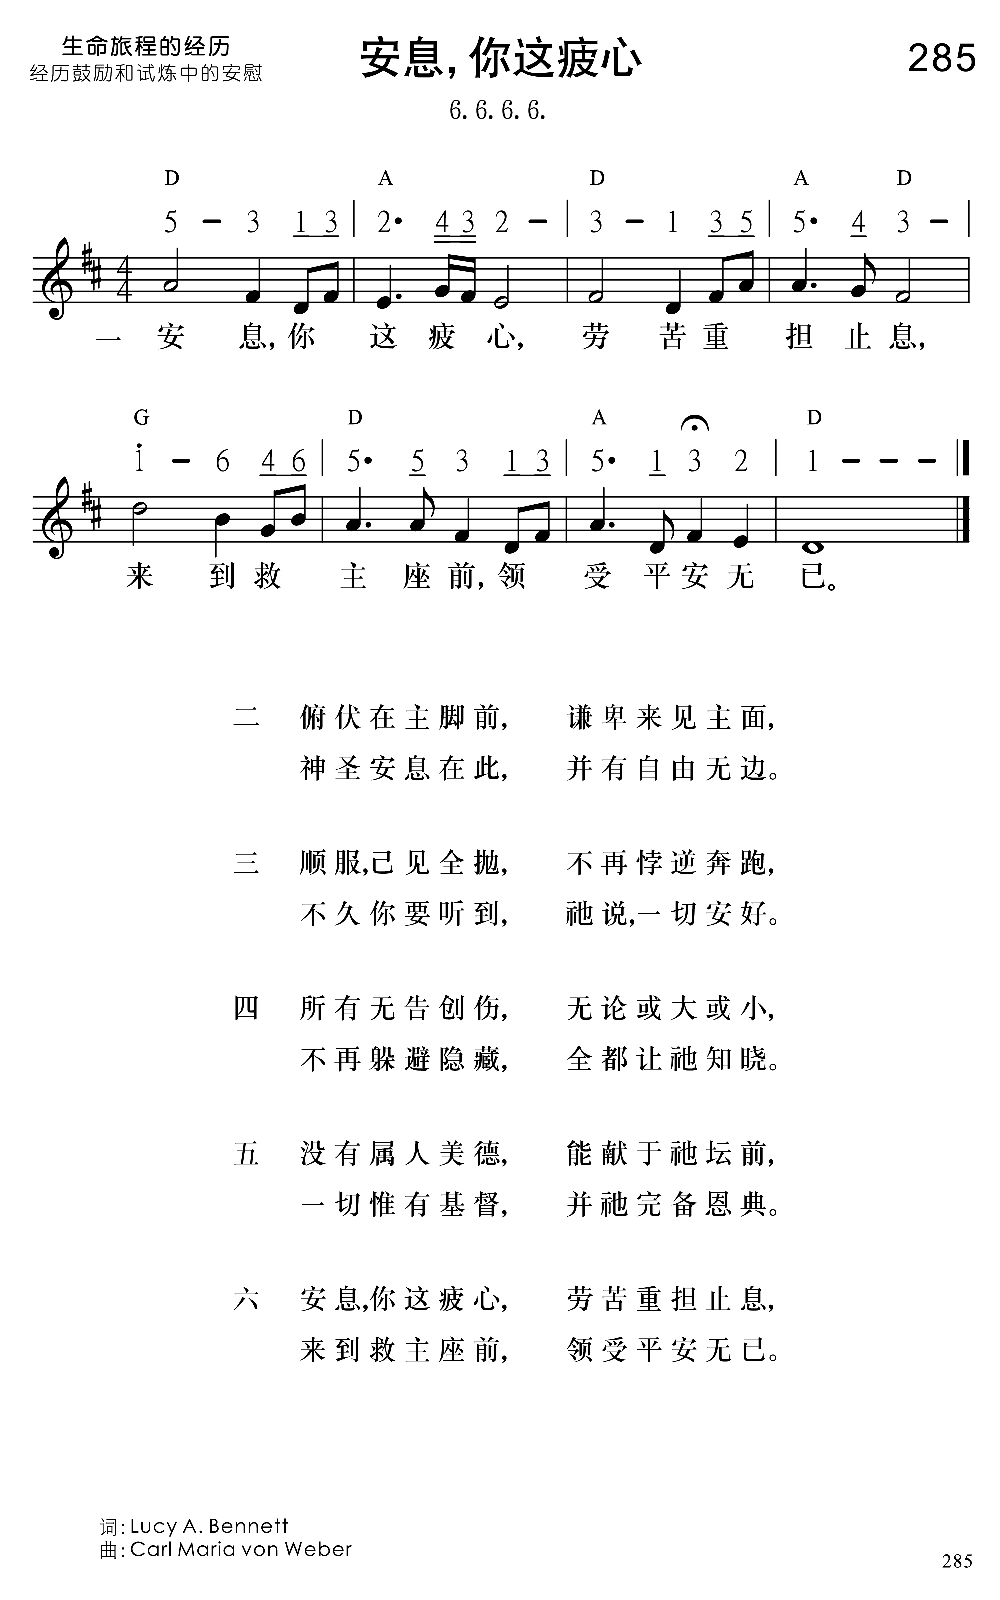 生命旅程的经历
经历鼓励和试炼中的安慰
安息,你这疲心
285
6.6.6.6.
D A D A D
5 - 3 1 3 | 2· 4 3 2 - | 3 - 1 3 5 | 5· 4 3 - |
4
4
一 安 息,你 这 疲 心, 劳 苦 重 担 止 息,
G D A D
1 - 6 4 6 | 5· 5 3 1 3 | 5· 1 3 2 | 1 - - -
来 到 救 主 座 前,领 受 平 安 无 已。
二 俯伏在主脚前, 谦卑来见主面,
神圣安息在此, 并有自由无边。
三 顺服,己见全抛, 不再悖逆奔跑,
不久你要听到, 祂说,一切安好。
四 所有无告创伤, 无论或大或小,
不再躲避隐藏, 全都让祂知晓。
五 没有属人美德, 能献于祂坛前,
一切惟有基督, 并祂完备恩典。
六 安息,你这疲心, 劳苦重担止息,
来到救主座前, 领受平安无已。
词:Lucy A. Bennett
曲:Carl Maria von Weber
285